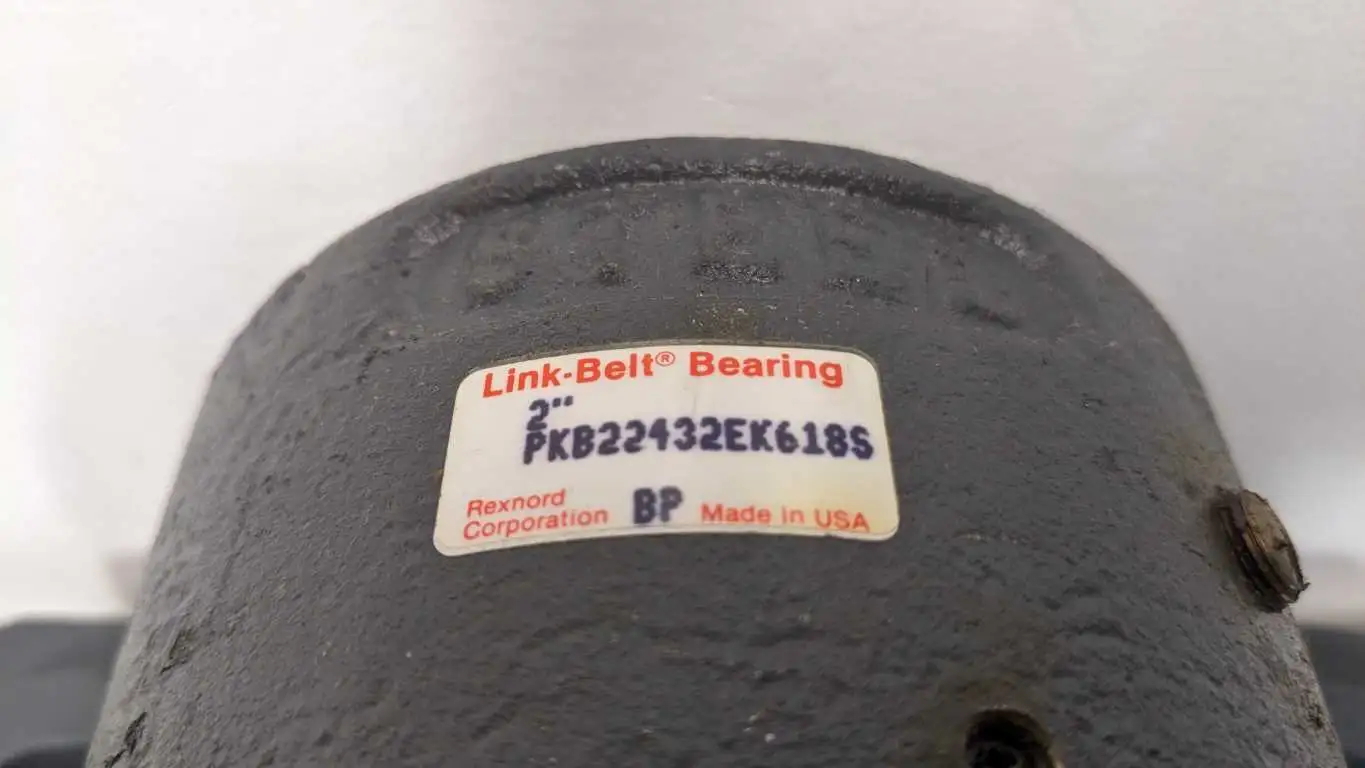 Link-Belt® Bearing
2"
PKB22432EK618S
Rexnord
Corporation BP Made in USA